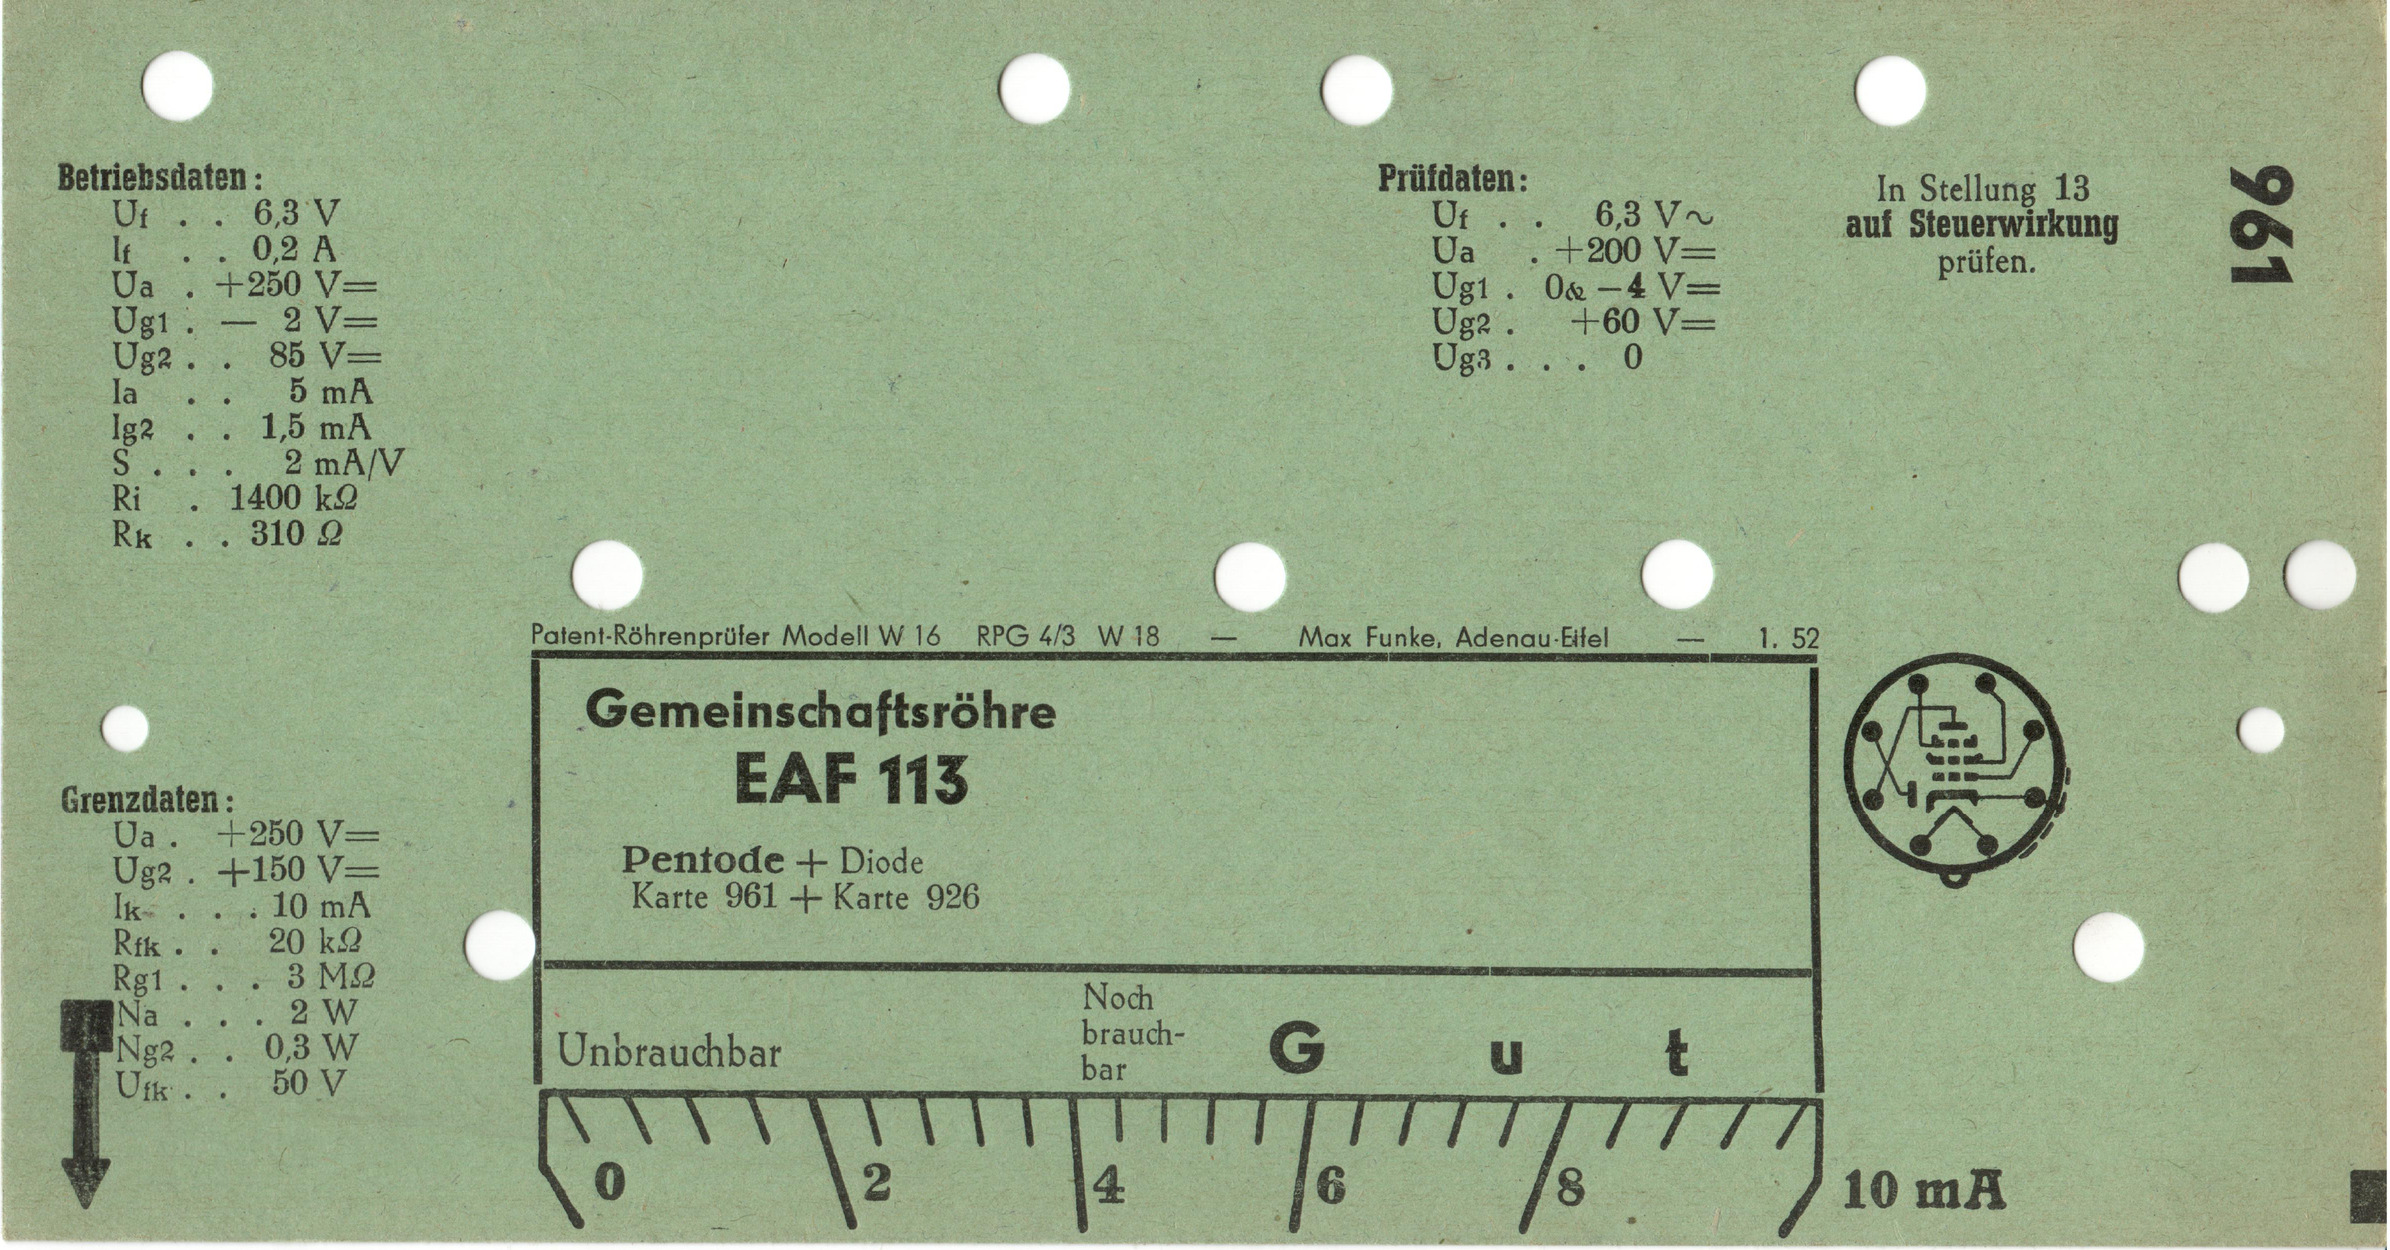 Betriebsdaten:
Uf . . 6,3 V
If . . 0,2 A
Ua . +250 V=
Ug1 . — 2 V=
Ug2 . . 85 V=
Ia . . 5 mA
Ig2 . . 1,5 mA
S . . . 2 mA/V
Ri . 1400 kΩ
Rk . . 310 Ω
Prüfdaten:
Uf . . 6,3 V~
Ua . +200 V=
Ug1 . 0& −4 V=
Ug2 . +60 V=
Ug3 . . . 0
In Stellung 13
auf Steuerwirkung
prüfen.
961
Grenzdaten:
Ua . +250 V=
Ug2 . +150 V=
Ik . . . 10 mA
Rfk . . 20 kΩ
Rg1 . . . 3 MΩ
Na . . . 2 W
Ng2 . . 0,3 W
Ufk . . 50 V
Patent-Röhrenprüfer Modell W 16 RPG 4/3 W 18 — Max Funke, Adenau-Eifel — 1. 52
Gemeinschaftsröhre
EAF 113
Pentode + Diode
Karte 961 + Karte 926
Unbrauchbar
Noch
brauch-
bar
Gut
0 2 4 6 8 10 mA